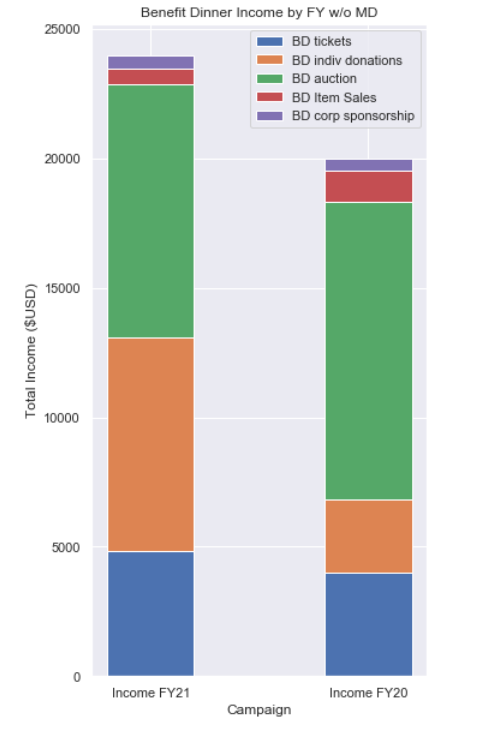 Benefit Dinner Income by FY w/o MD
BD tickets
BD indiv donations
BD auction
BD Item Sales
BD corp sponsorship
25000
20000
15000
10000
5000
0
Total Income ($USD)
Income FY21
Income FY20
Campaign